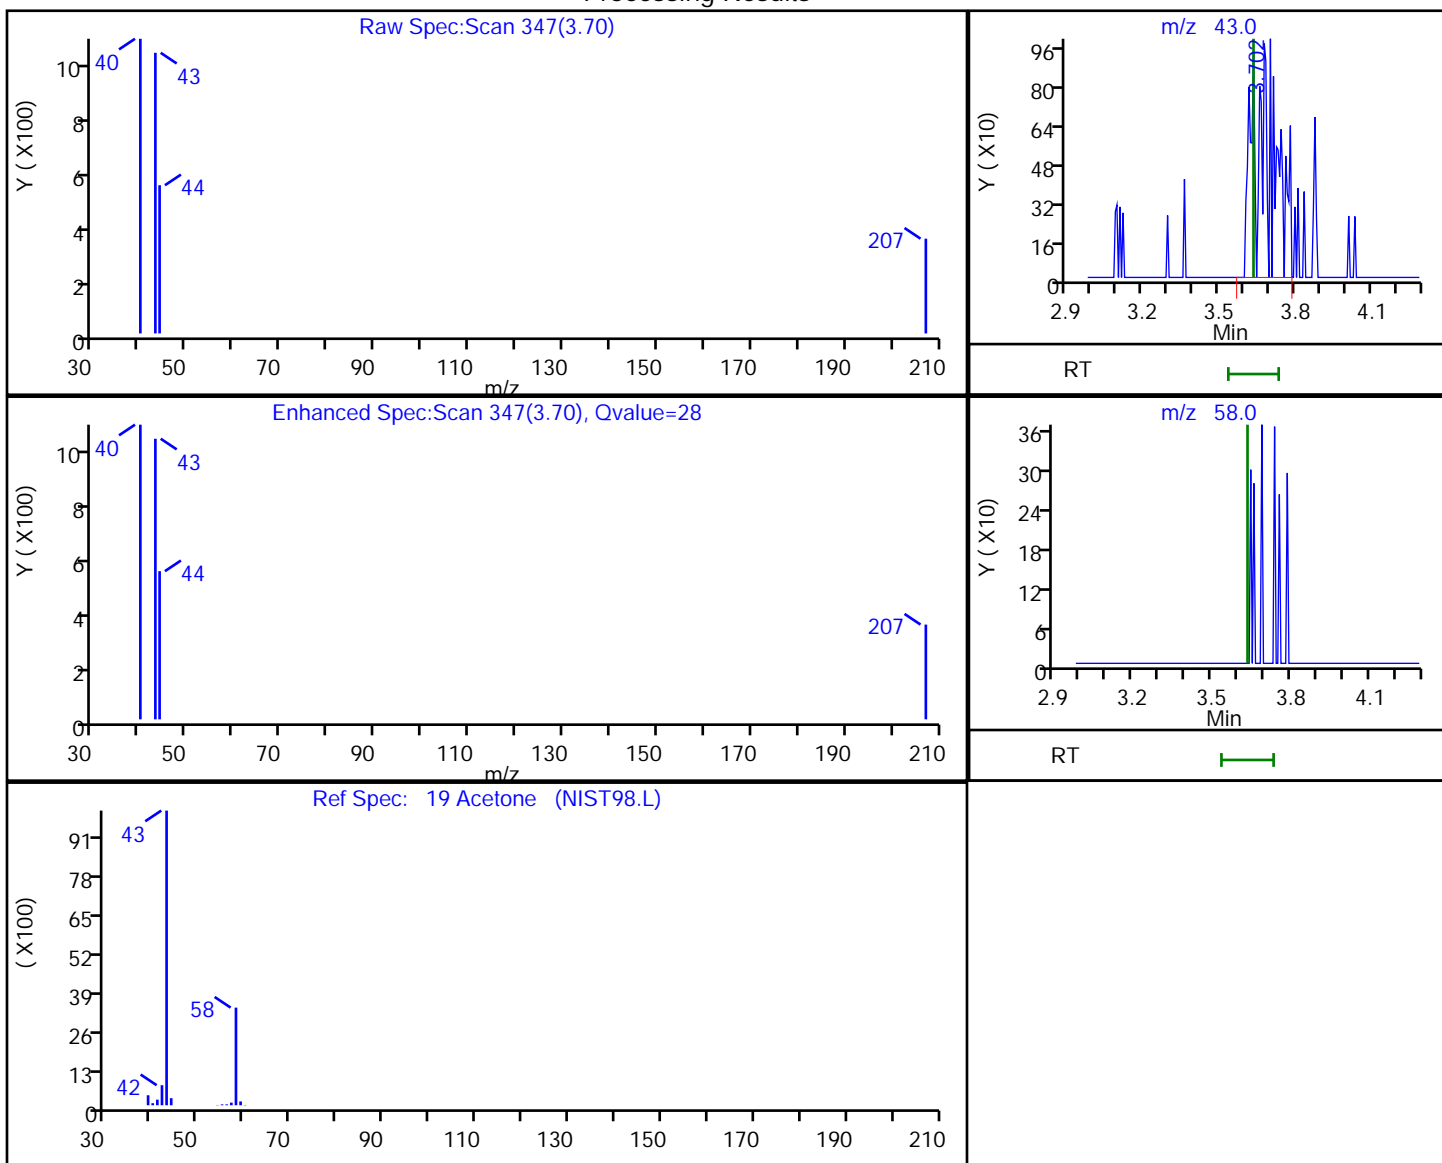 Processing Results
Raw Spec:Scan 347(3.70)
Y ( X100)
10
8
6
4
2
0
40
43
44
207
30 50 70 90 110 130 150 170 190 210
m/z
m/z 43.0
Y ( X10)
96
80
64
48
32
16
0
3.702
2.9 3.2 3.5 3.8 4.1
Min
RT
Enhanced Spec:Scan 347(3.70), Qvalue=28
Y ( X100)
10
8
6
4
2
0
40
43
44
207
30 50 70 90 110 130 150 170 190 210
m/z
m/z 58.0
Y ( X10)
36
30
24
18
12
6
0
2.9 3.2 3.5 3.8 4.1
Min
RT
Ref Spec: 19 Acetone (NIST98.L)
( X100)
91
78
65
52
39
26
13
0
43
58
42
30 50 70 90 110 130 150 170 190 210